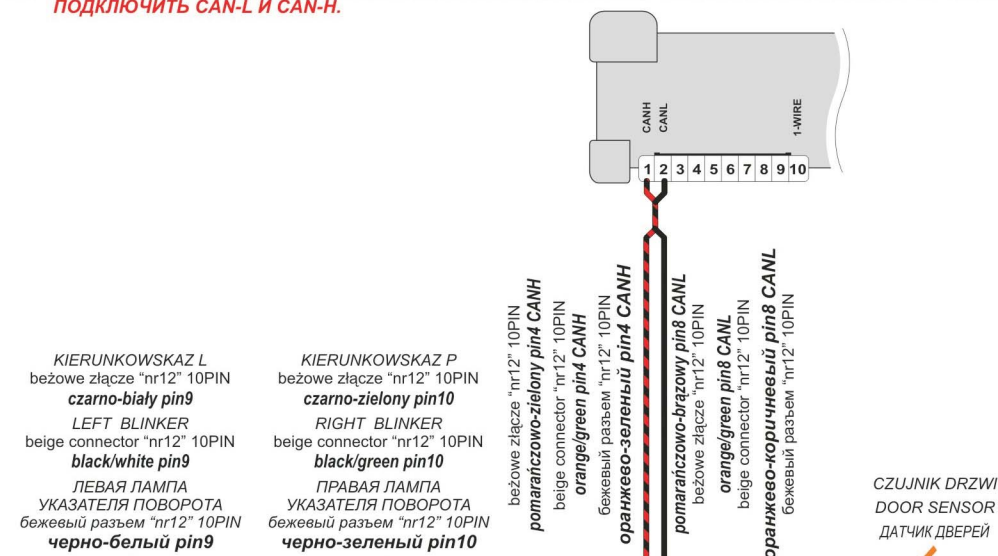 ПОДКЛЮЧИТЬ CAN-L И CAN-H.
CANH
CANL
1-WIRE
1 2 3 4 5 6 7 8 9 10
beżowe złącze "nr12" 10PIN
pomarańczowo-zielony pin4 CANH
beige connector "nr12" 10PIN
orange/green pin4 CANH
бежевый разъем "nr12" 10PIN
оранжево-зеленый pin4 CANH
pomarańczowo-brązowy pin8 CANL
beżowe złącze "nr12" 10PIN
orange/green pin8 CANL
beige connector "nr12" 10PIN
оранжево-коричневый pin8 CANL
бежевый разъем "nr12" 10PIN
KIERUNKOWSKAZ L
beżowe złącze "nr12" 10PIN
czarno-biały pin9
LEFT BLINKER
beige connector "nr12" 10PIN
black/white pin9
ЛЕВАЯ ЛАМПА
УКАЗАТЕЛЯ ПОВОРОТА
бежевый разъем "nr12" 10PIN
черно-белый pin9
KIERUNKOWSKAZ P
beżowe złącze "nr12" 10PIN
czarno-zielony pin10
RIGHT BLINKER
beige connector "nr12" 10PIN
black/green pin10
ПРАВАЯ ЛАМПА
УКАЗАТЕЛЯ ПОВОРОТА
бежевый разъем "nr12" 10PIN
черно-зеленый pin10
CZUJNIK DRZWI
DOOR SENSOR
ДАТЧИК ДВЕРЕЙ